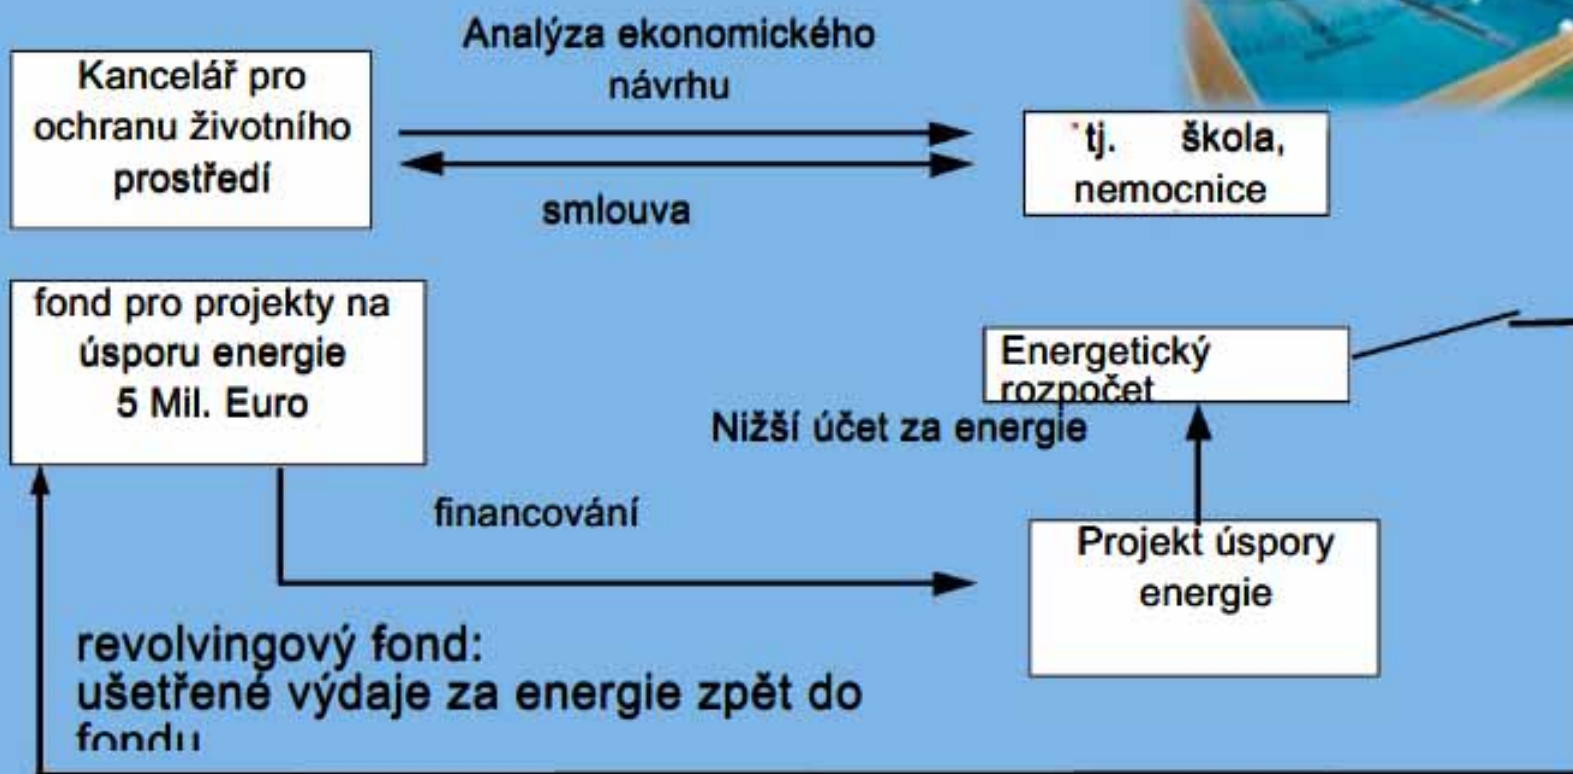 Analýza ekonomického
návrhu
Kancelář pro
ochranu životního
prostředí
tj. škola,
nemocnice
smlouva
fond pro projekty na
úsporu energie
5 Mil. Euro
Energetický
rozpočet
Nižší účet za energie
financování
Projekt úspory
energie
revolvingový fond:
ušetřené výdaje za energie zpět do
fondu